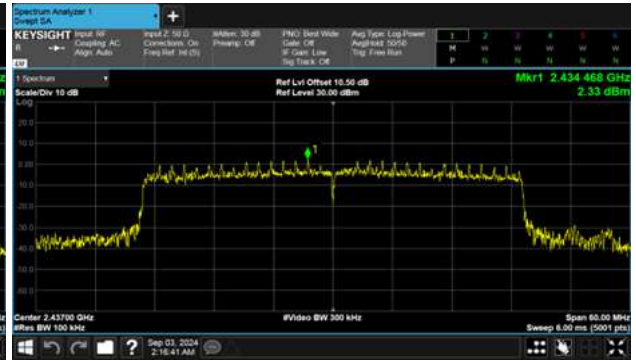 Spectrum Analyzer 1
Swept SA
+
KEYSIGHT
Input: RF
Coupling: AC
Align: Auto
Input Z: 50 Ω
Corrections: On
Freq Ref: Int (S)
#Atten: 30 dB
Preamp: Off
PNO: Best Wide
Gate: Off
IF Gain: Low
Sig Track: Off
Avg Type: Log-Power
Avg|Hold: 50/50
Trig: Free Run
1 2 3 4 5 6
M W W W W W
P N N N N N
1 Spectrum
Scale/Div 10 dB
Ref Lvl Offset 10.50 dB
Ref Level 30.00 dBm
Mkr1 2.434 468 GHz
2.33 dBm
Log
20.0
10.0
0.00
-10.0
-20.0
-30.0
-40.0
-50.0
-60.0
1
Center 2.43700 GHz
#Res BW 100 kHz
#Video BW 300 kHz
Span 60.00 MHz
Sweep 6.00 ms (5001 pts)
?
Sep 03, 2024
2:16:41 AM